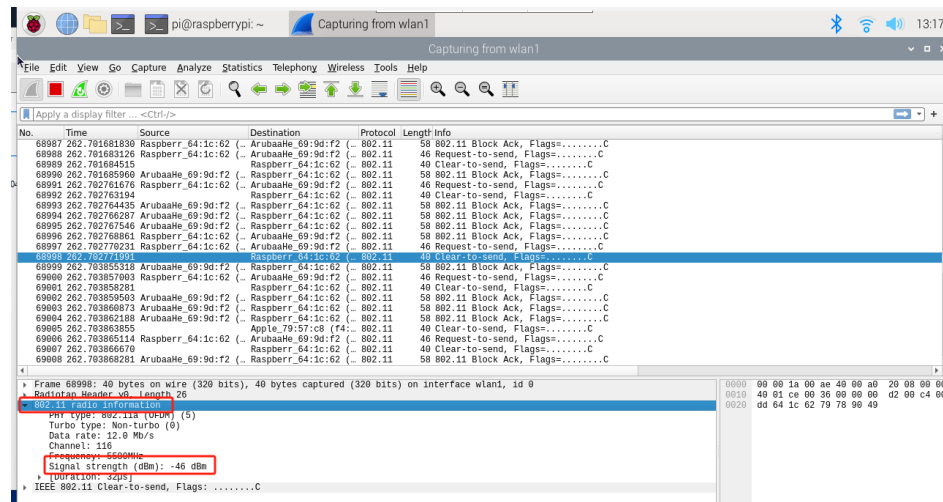 pi@raspberrypi: ~
Capturing from wlan1
13:17
Capturing from wlan1
File Edit View Go Capture Analyze Statistics Telephony Wireless Tools Help
Apply a display filter ... <Ctrl-/>
No. Time Source Destination Protocol Length Info
68987 262.701681830 Raspberr_64:1c:62 (… ArubaaHe_69:9d:f2 (… 802.11 58 802.11 Block Ack, Flags=........C
68988 262.701683126 Raspberr_64:1c:62 (… ArubaaHe_69:9d:f2 (… 802.11 46 Request-to-send, Flags=........C
68989 262.701684515 Raspberr_64:1c:62 (… 802.11 40 Clear-to-send, Flags=........C
68990 262.701685960 ArubaaHe_69:9d:f2 (… Raspberr_64:1c:62 (… 802.11 58 802.11 Block Ack, Flags=........C
68991 262.702761676 Raspberr_64:1c:62 (… ArubaaHe_69:9d:f2 (… 802.11 46 Request-to-send, Flags=........C
68992 262.702763194 Raspberr_64:1c:62 (… 802.11 40 Clear-to-send, Flags=........C
68993 262.702764435 ArubaaHe_69:9d:f2 (… Raspberr_64:1c:62 (… 802.11 58 802.11 Block Ack, Flags=........C
68994 262.702766287 ArubaaHe_69:9d:f2 (… Raspberr_64:1c:62 (… 802.11 58 802.11 Block Ack, Flags=........C
68995 262.702767546 ArubaaHe_69:9d:f2 (… Raspberr_64:1c:62 (… 802.11 58 802.11 Block Ack, Flags=........C
68996 262.702768861 ArubaaHe_69:9d:f2 (… Raspberr_64:1c:62 (… 802.11 58 802.11 Block Ack, Flags=........C
68997 262.702770231 Raspberr_64:1c:62 (… ArubaaHe_69:9d:f2 (… 802.11 46 Request-to-send, Flags=........C
68998 262.702771991 Raspberr_64:1c:62 (… 802.11 40 Clear-to-send, Flags=........C
68999 262.703855318 ArubaaHe_69:9d:f2 (… Raspberr_64:1c:62 (… 802.11 58 802.11 Block Ack, Flags=........C
69000 262.703857003 Raspberr_64:1c:62 (… ArubaaHe_69:9d:f2 (… 802.11 46 Request-to-send, Flags=........C
69001 262.703858281 Raspberr_64:1c:62 (… 802.11 40 Clear-to-send, Flags=........C
69002 262.703859503 ArubaaHe_69:9d:f2 (… Raspberr_64:1c:62 (… 802.11 58 802.11 Block Ack, Flags=........C
69003 262.703860873 ArubaaHe_69:9d:f2 (… Raspberr_64:1c:62 (… 802.11 58 802.11 Block Ack, Flags=........C
69004 262.703862188 ArubaaHe_69:9d:f2 (… Raspberr_64:1c:62 (… 802.11 58 802.11 Block Ack, Flags=........C
69005 262.703863855 Apple_79:57:c8 (f4:… 802.11 40 Clear-to-send, Flags=........C
69006 262.703865114 Raspberr_64:1c:62 (… ArubaaHe_69:9d:f2 (… 802.11 46 Request-to-send, Flags=........C
69007 262.703866670 Raspberr_64:1c:62 (… 802.11 40 Clear-to-send, Flags=........C
69008 262.703868281 ArubaaHe_69:9d:f2 (… Raspberr_64:1c:62 (… 802.11 58 802.11 Block Ack, Flags=........C
Frame 68998: 40 bytes on wire (320 bits), 40 bytes captured (320 bits) on interface wlan1, id 0
Radiotap Header v0, Length 26
802.11 radio information
PHY type: 802.11a (OFDM) (5)
Turbo type: Non-turbo (0)
Data rate: 12.0 Mb/s
Channel: 116
Frequency: 5580MHz
Signal strength (dBm): -46 dBm
[Duration: 32µs]
IEEE 802.11 Clear-to-send, Flags: ........C
0000 00 00 1a 00 ae 40 00 a0 20 08 00 00
0010 40 01 ce 00 36 00 00 00 d2 00 c4 00
0020 dd 64 1c 62 79 78 90 49